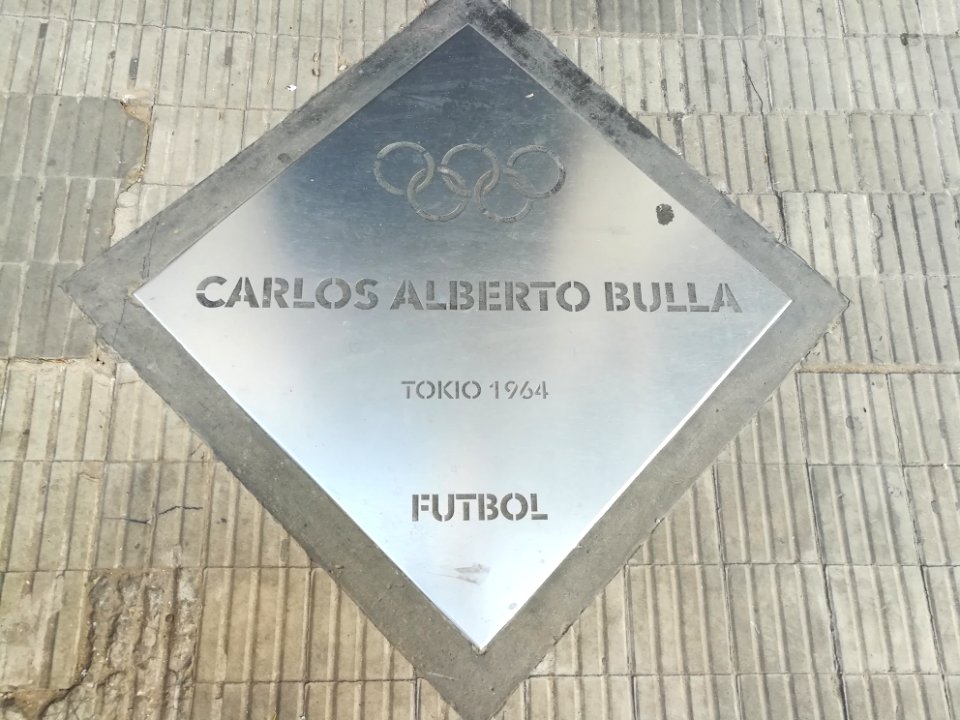 CARLOS ALBERTO BULLA
TOKIO 1964
FUTBOL